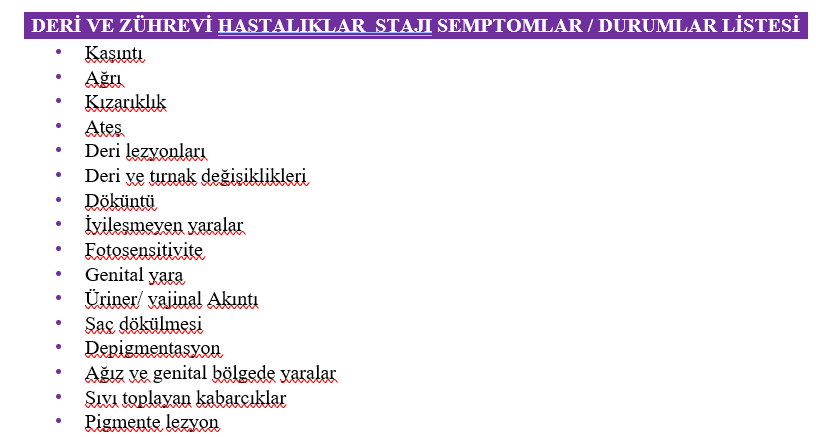 DERİ VE ZÜHREVİ HASTALIKLAR STAJI SEMPTOMLAR / DURUMLAR LİSTESİ
• Kaşıntı
• Ağrı
• Kızarıklık
• Ateş
• Deri lezyonları
• Deri ve tırnak değişiklikleri
• Döküntü
• İyileşmeyen yaralar
• Fotosensitivite
• Genital yara
• Üriner/ vajinal Akıntı
• Saç dökülmesi
• Depigmentasyon
• Ağız ve genital bölgede yaralar
• Sıvı toplayan kabarcıklar
• Pigmente lezyon